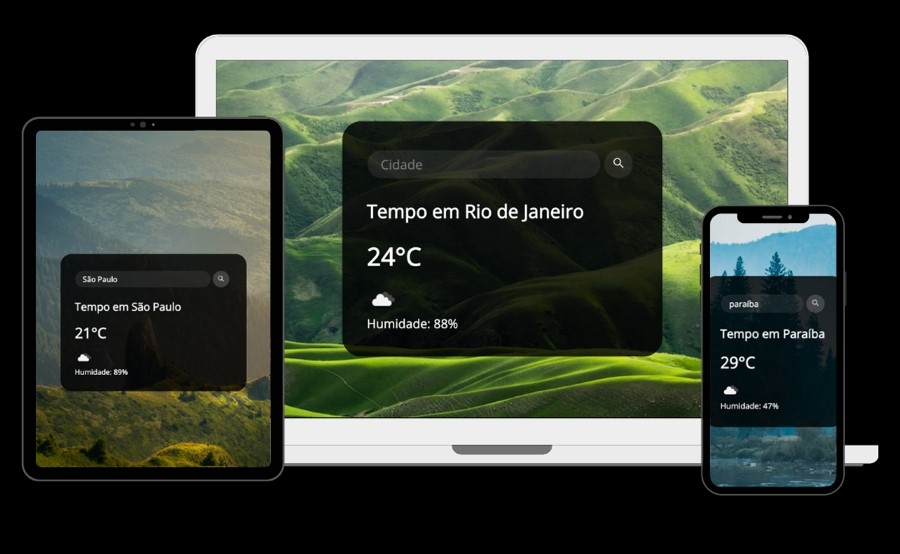 Cidade
Tempo em Rio de Janeiro
24°C
Humidade: 88%
São Paulo
Tempo em São Paulo
21°C
Humidade: 89%
paraíba
Tempo em Paraíba
29°C
Humidade: 47%